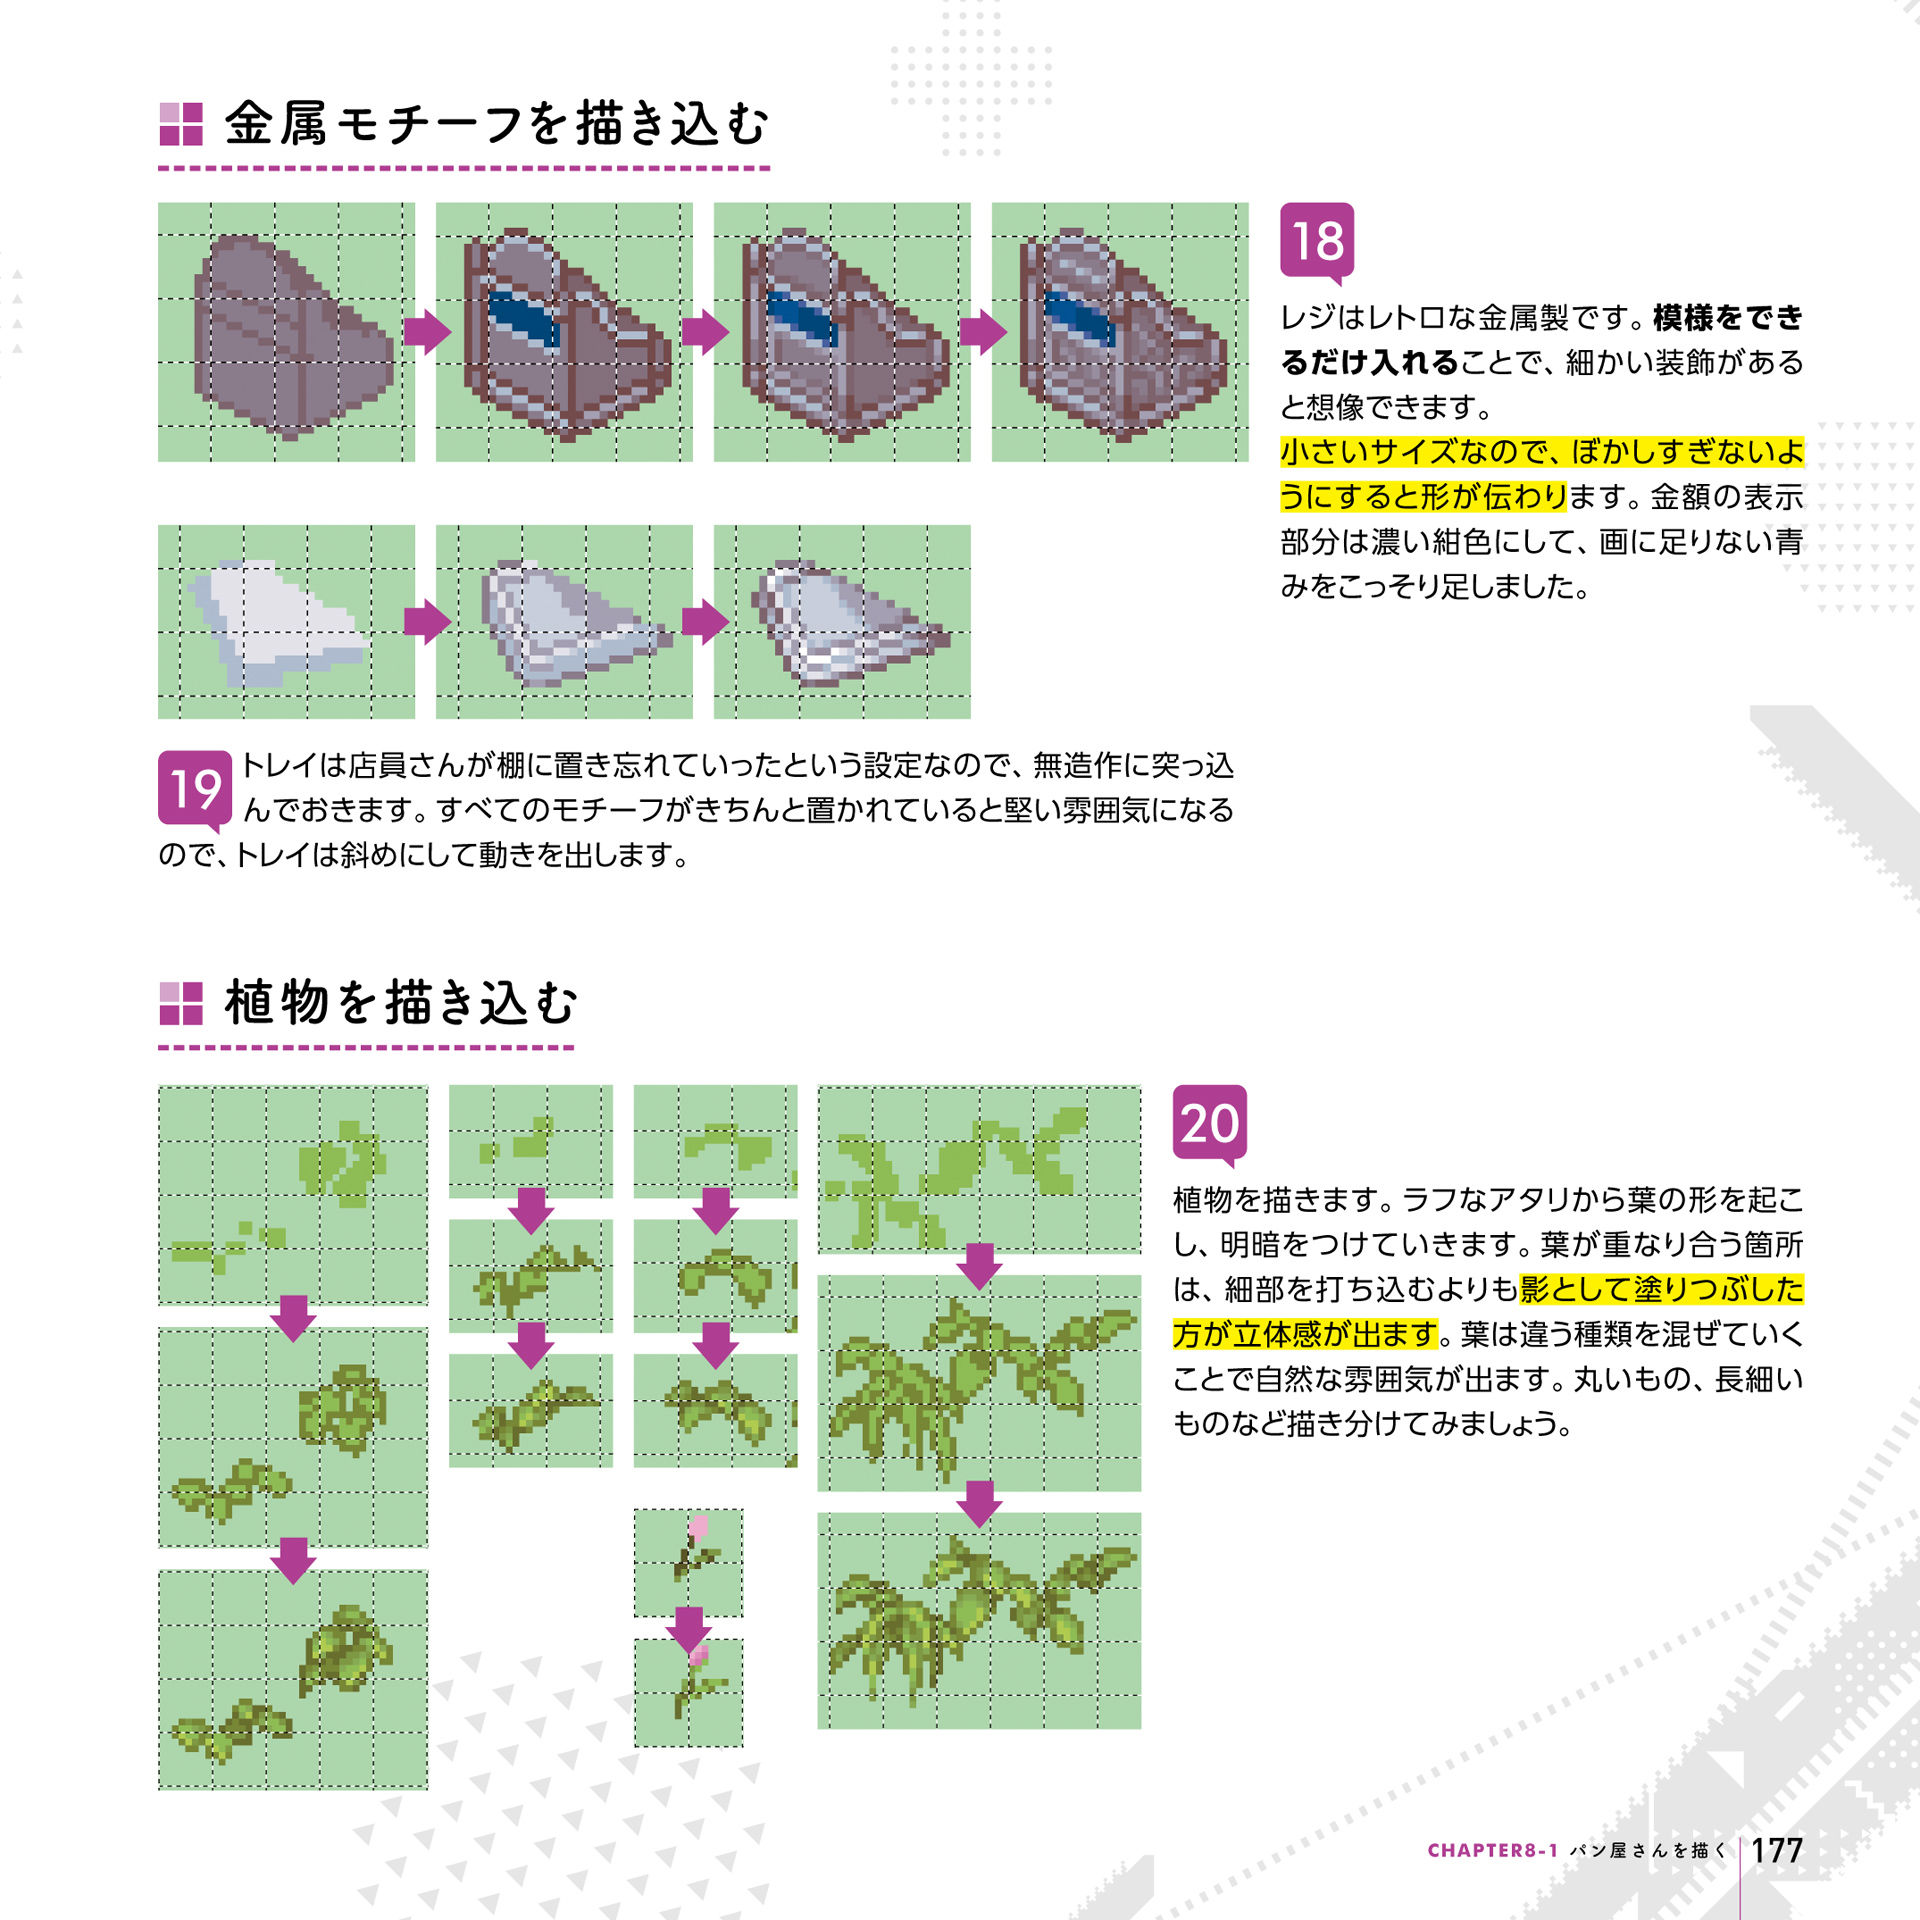 金属モチーフを描き込む
18
レジはレトロな金属製です。模様をでき
るだけ入れることで、細かい装飾がある
と想像できます。
小さいサイズなので、ぼかしすぎないよ
うにすると形が伝わります。金額の表示
部分は濃い紺色にして、画に足りない青
みをこっそり足しました。
19
トレイは店員さんが棚に置き忘れていったという設定なので、無造作に突っ込
んでおきます。すべてのモチーフがきちんと置かれていると堅い雰囲気になる
ので、トレイは斜めにして動きを出します。
植物を描き込む
20
植物を描きます。ラフなアタリから葉の形を起こ
し、明暗をつけていきます。葉が重なり合う箇所
は、細部を打ち込むよりも影として塗りつぶした
方が立体感が出ます。葉は違う種類を混ぜていく
ことで自然な雰囲気が出ます。丸いもの、長細い
ものなど描き分けてみましょう。
CHAPTER8-1 パン屋さんを描く 177